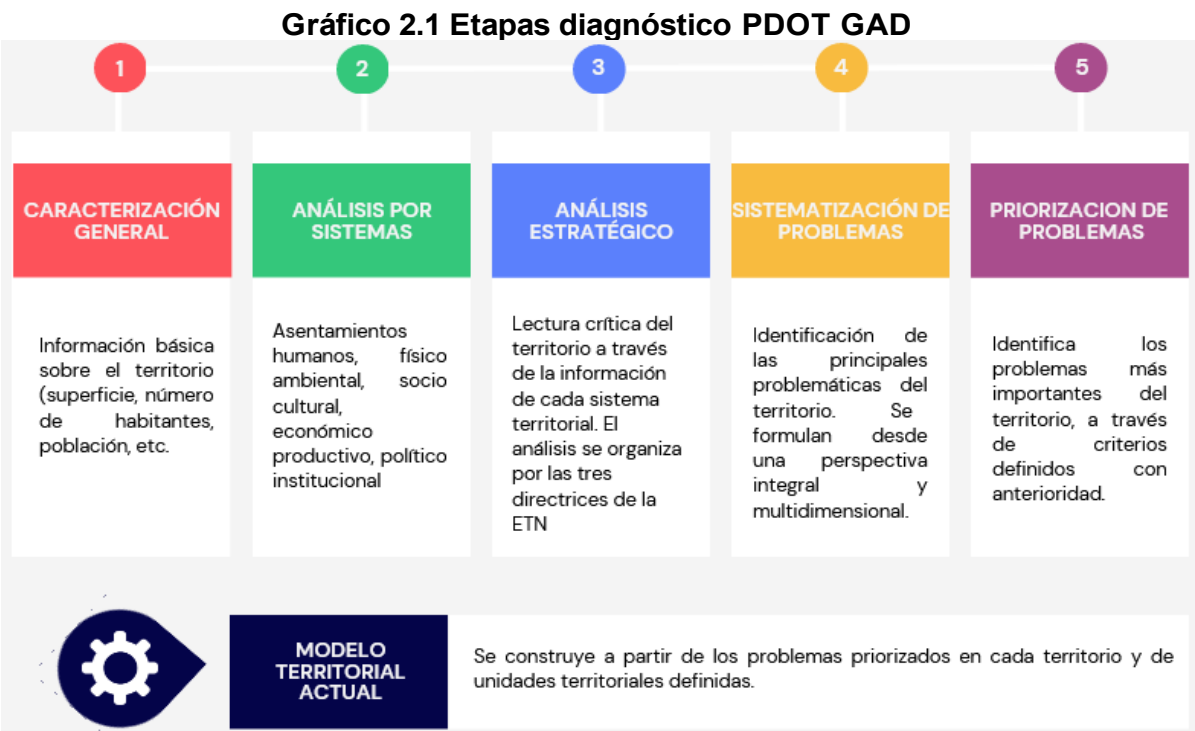 Gráfico 2.1 Etapas diagnóstico PDOT GAD
1
2
3
4
5
CARACTERIZACIÓN
GENERAL
Información básica
sobre el territorio
(superficie, número
de habitantes,
población, etc.
ANÁLISIS POR
SISTEMAS
Asentamientos
humanos, físico
ambiental, socio
cultural,
económico
productivo, político
institucional
ANÁLISIS
ESTRATÉGICO
Lectura crítica del
territorio a través
de la información
de cada sistema
territorial. El
análisis se organiza
por las tres
directrices de la
ETN
SISTEMATIZACIÓN DE
PROBLEMAS
Identificación de
las principales
problemáticas del
territorio. Se
formulan desde
una perspectiva
integral y
multidimensional.
PRIORIZACION DE
PROBLEMAS
Identifica los
problemas más
importantes del
territorio, a través
de criterios
definidos con
anterioridad.
MODELO
TERRITORIAL
ACTUAL
Se construye a partir de los problemas priorizados en cada territorio y de
unidades territoriales definidas.